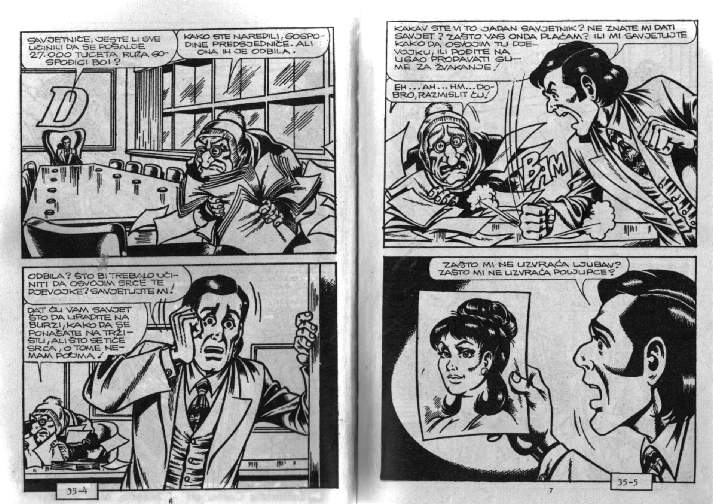 SAVJETNIČE, JESTE LI SVE
UČINILI DA SE POŠALJE
27.000 TUCETA RUŽA GO-
SPODICI BOI?
KAKO STE NAREDILI, GOSPO-
DINE PREDSJEDNIČE. ALI
ONA IH JE ODBILA.
D
ODBILA? ŠTO BI TREBALO UČI-
NITI DA OSVOJIM SRCE TE
DJEVOJKE? SAVJETUJTE MI!
DAT ĆU VAM SAVJET
ŠTO DA URADITE NA
BURZI, KAKO DA SE
PONAŠATE NA TRŽI-
ŠTU, ALI ŠTO SE TIČE
SRCA, O TOME NE-
MAM POJMA!
35-4
6
KAKAV STE VI TO JADAN SAVJETNIK? NE ZNATE MI DATI
SAVJET? ZAŠTO VAS ONDA PLAĆAM? ILI MI SAVJETUJTE
KAKO DA OSVOJIM TU DJE-
VOJKU, ILI POĐITE NA
UGAO PRODAVATI GU-
ME ZA ŽVAKANJE!
EH...AH...HM...DO-
BRO, RAZMISLIT ĆU!
BAM
ZAŠTO MI NE UZVRAĆA LJUBAV?
ZAŠTO MI NE UZVRAĆA POLJUPCE?
35-5
7